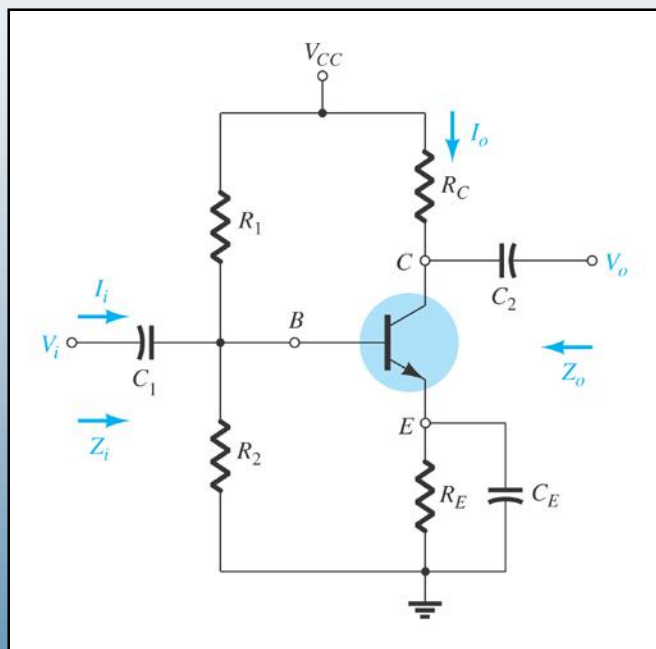 V_CC
I_o
R_C
R_1
C
V_o
C_2
I_i
B
V_i
C_1
Z_o
Z_i
E
R_2
R_E
C_E